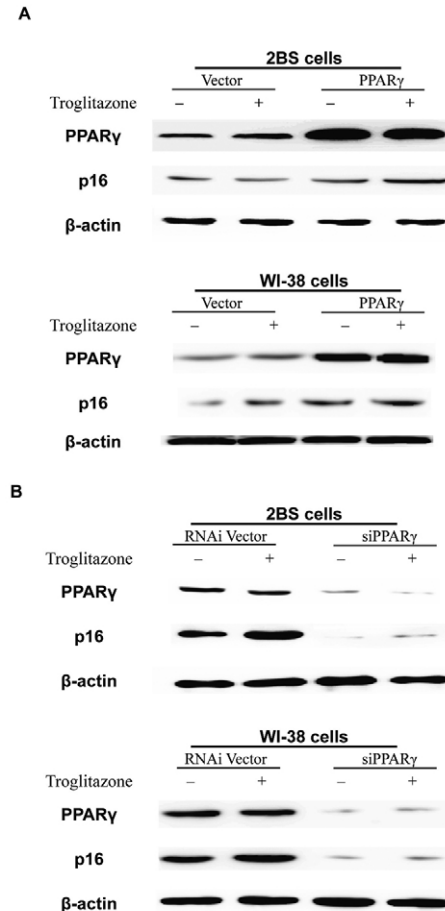 A
2BS cells
Vector PPARγ
Troglitazone – + – +
PPARγ
p16
β-actin
WI-38 cells
Vector PPARγ
Troglitazone – + – +
PPARγ
p16
β-actin
B
2BS cells
RNAi Vector siPPARγ
Troglitazone – + – +
PPARγ
p16
β-actin
WI-38 cells
RNAi Vector siPPARγ
Troglitazone – + – +
PPARγ
p16
β-actin